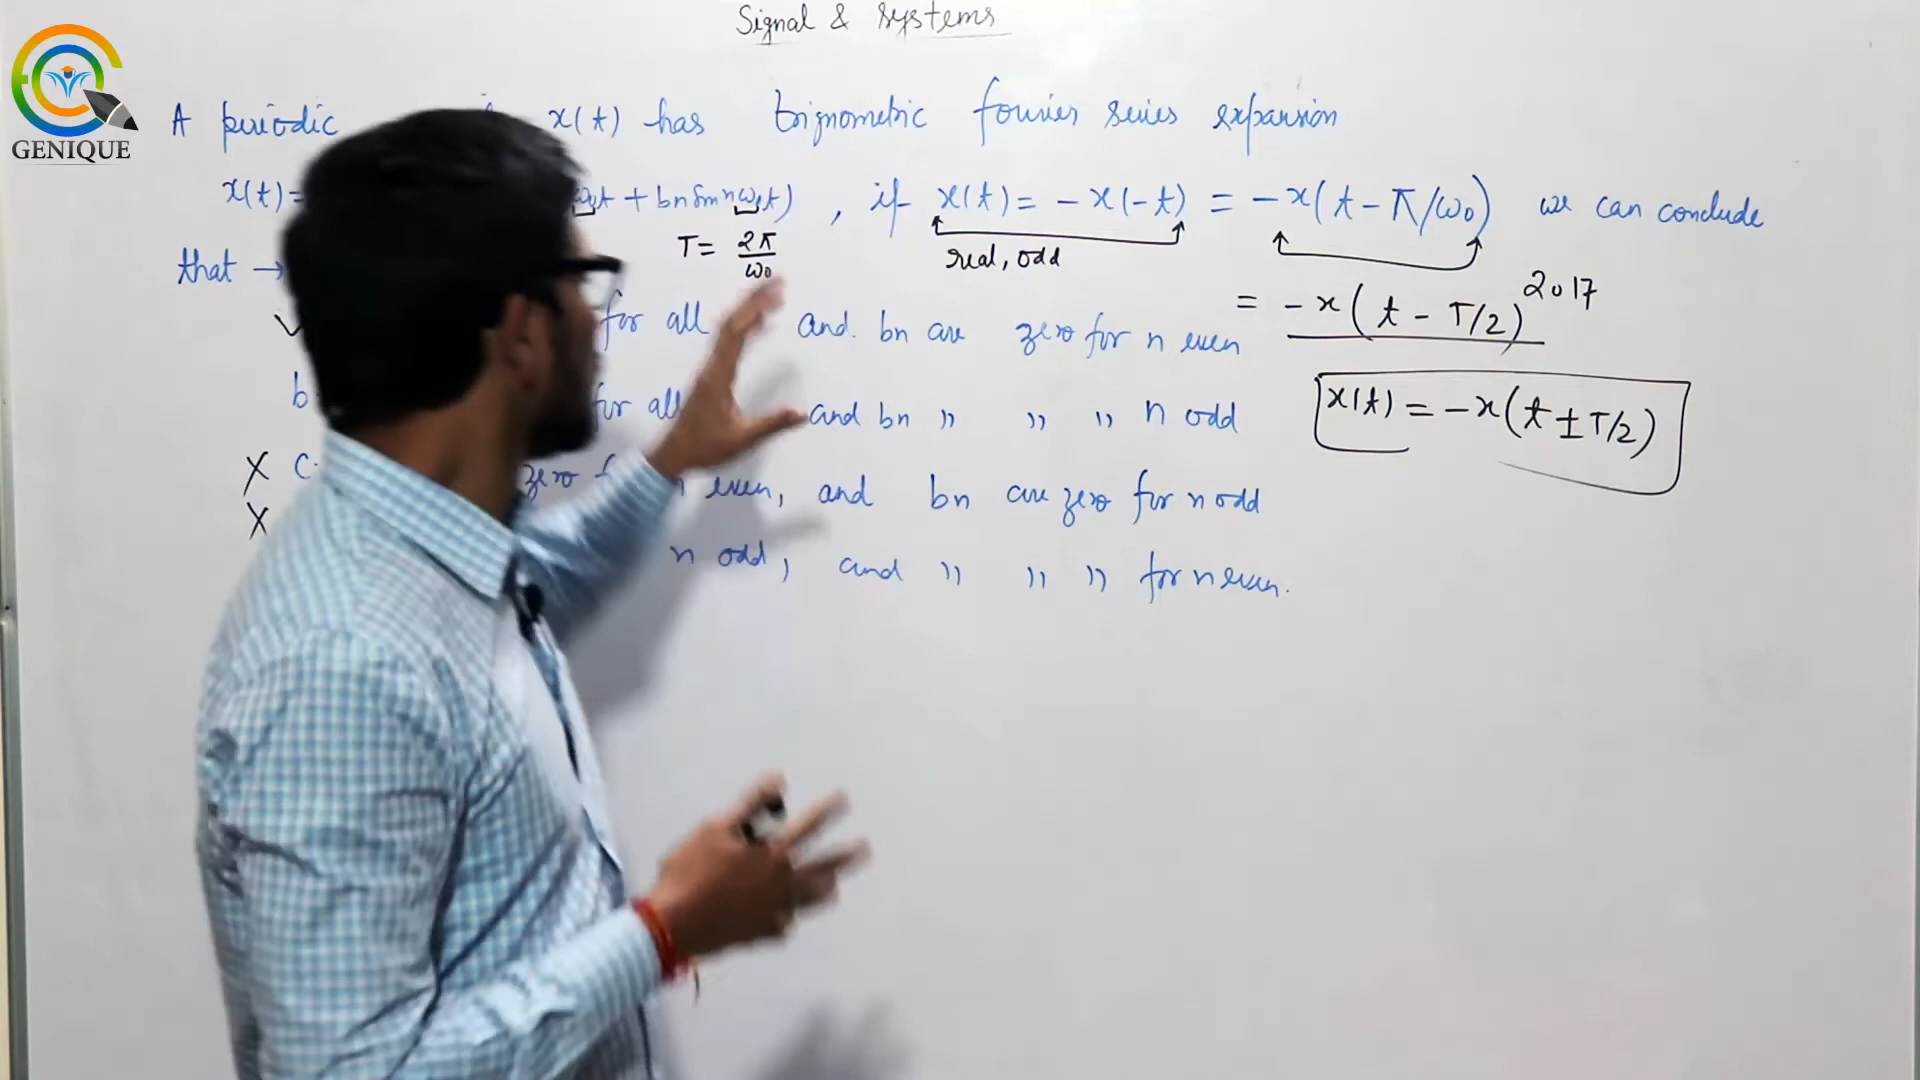 Signal & Systems
GENIQUE
A periodic x(t) has trignometric fourier series expansion
x(t)= ω₀t + bn sin nω₀t) , if x(t) = -x(-t) = -x(t - π/ω₀) we can conclude
that →
T = 2π/ω₀
real, odd
= -x(t - T/2) 2017
for all and bn are zero for n even
x(t) = -x(t ± T/2)
b for all and bn " " " n odd
X C. zero n even, and bn are zero for n odd
X n odd, and " " " for n even.